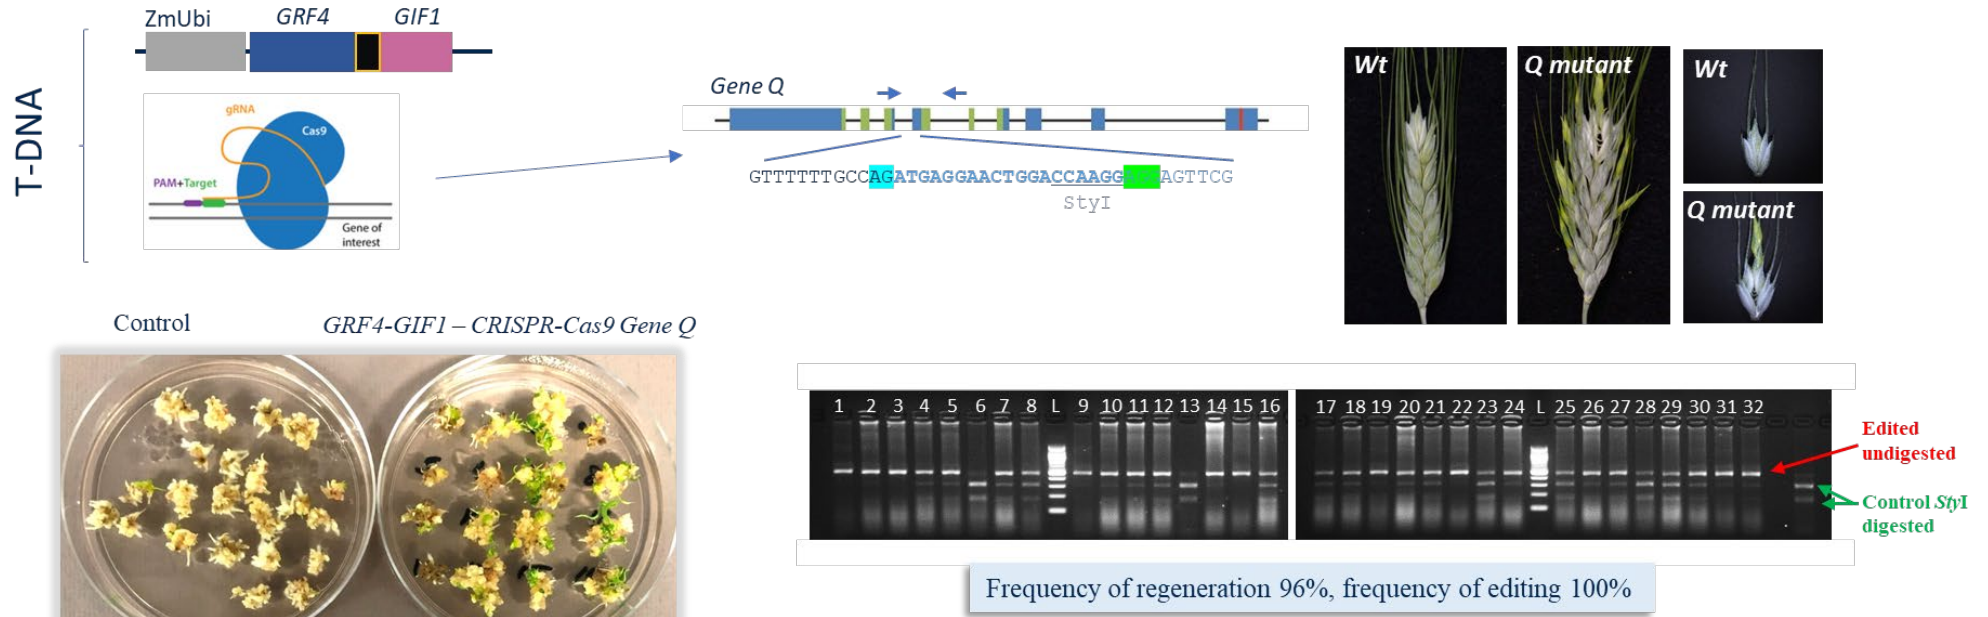 T-DNA
ZmUbi GRF4 GIF1
gRNA
Cas9
PAM+Target
Gene of
interest
Gene Q
GTTTTTTGCCAGATGAGGAACTGGACCAAGG AGTTCG
StyI
Wt
Q mutant
Wt
Q mutant
Control
GRF4-GIF1 – CRISPR-Cas9 Gene Q
1 2 3 4 5 6 7 8 L 9 10 11 12 13 14 15 16
17 18 19 20 21 22 23 24 L 25 26 27 28 29 30 31 32
Edited
undigested
Control StyI
digested
Frequency of regeneration 96%, frequency of editing 100%